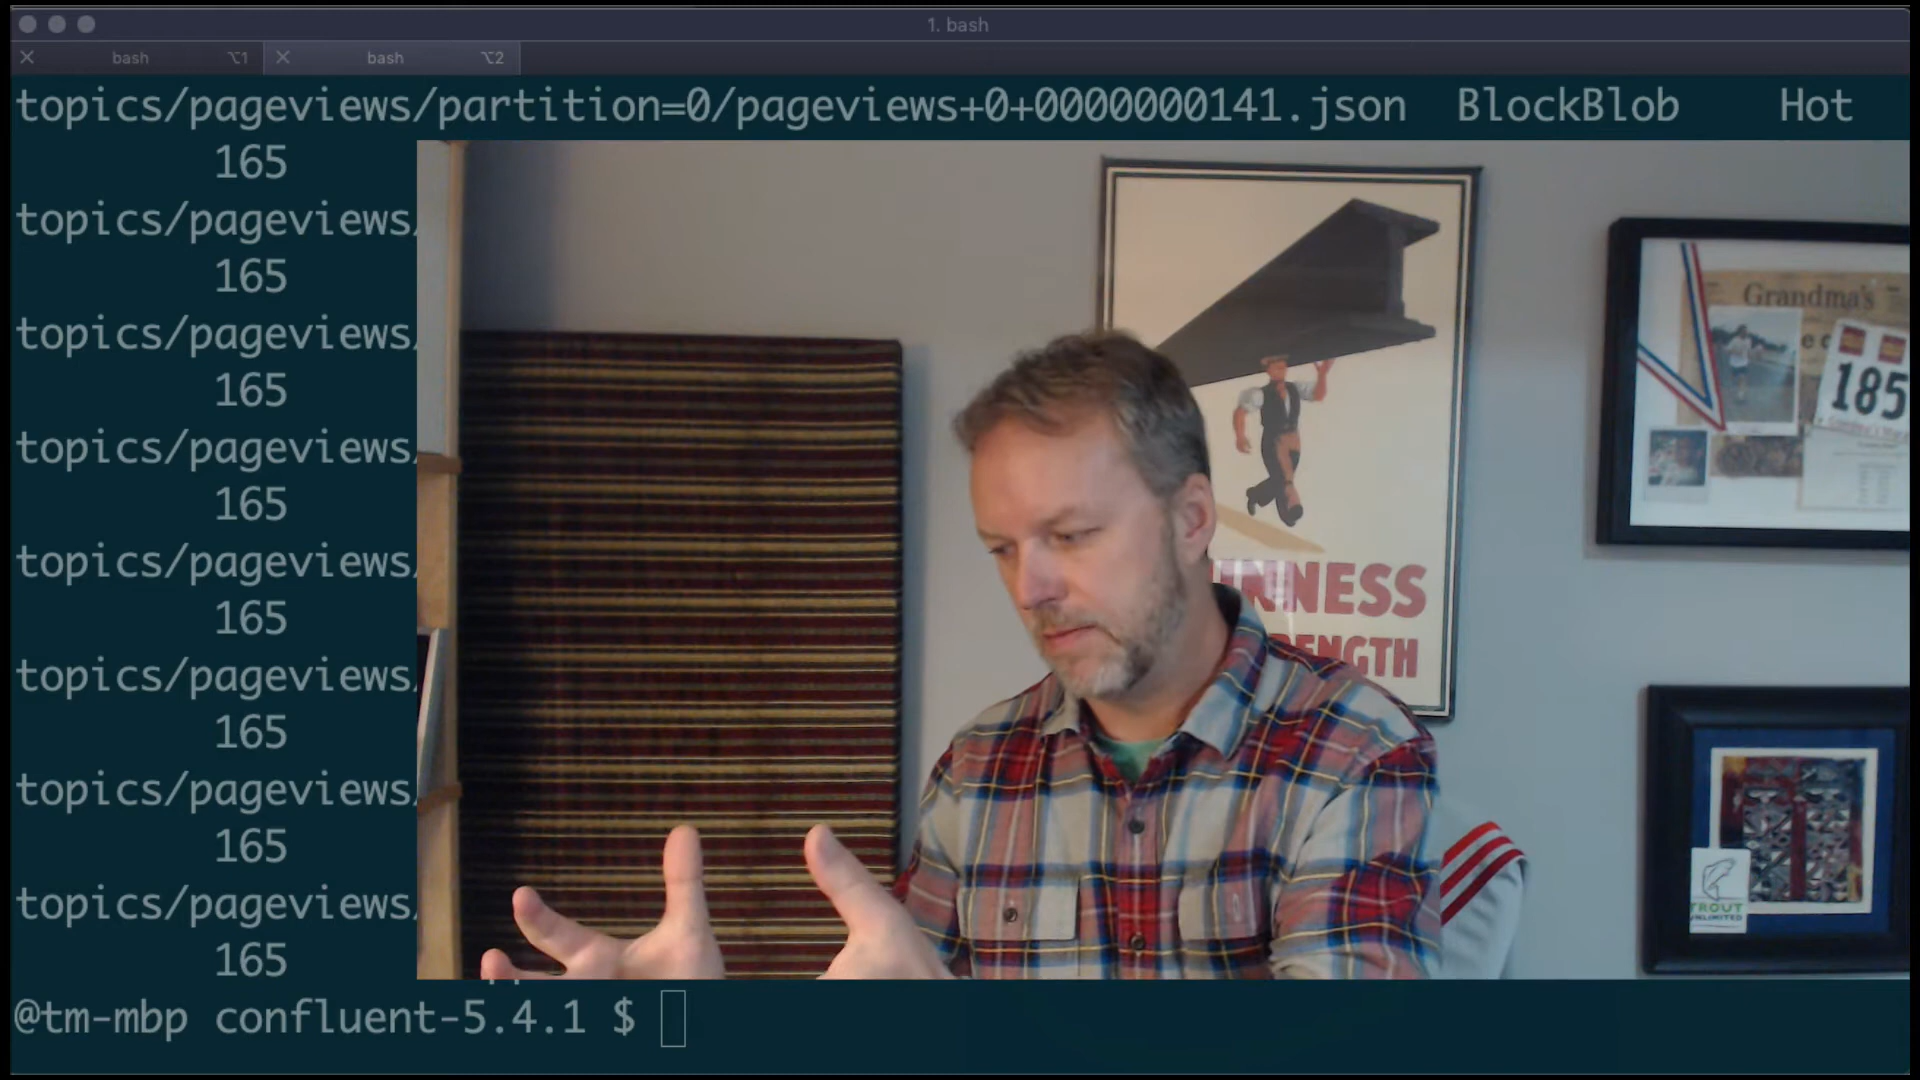 1. bash
bash ⌥1 bash ⌥2
topics/pageviews/partition=0/pageviews+0+0000000141.json BlockBlob Hot
165
topics/pageviews/
165
topics/pageviews/
165
topics/pageviews/
165
topics/pageviews/
165
topics/pageviews/
165
topics/pageviews/
165
topics/pageviews/
165
@tm-mbp confluent-5.4.1 $
Grandma's
185
INNESS
ENGTH
TROUT
UNLIMITED